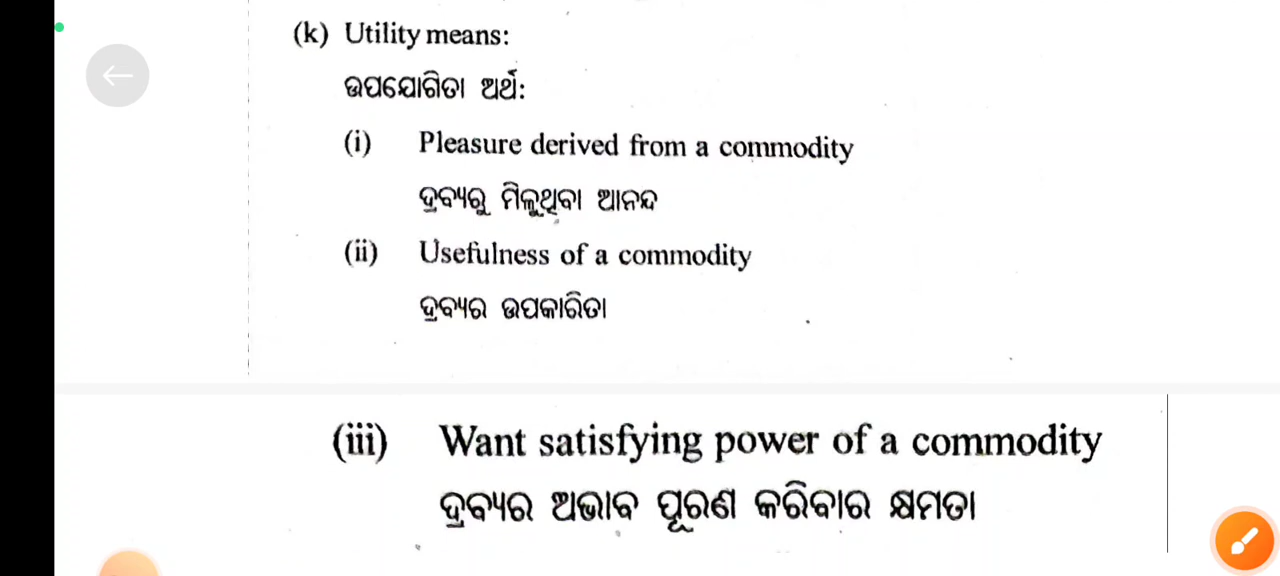 (k) Utility means:
ଉପଯୋଗିତା ଅର୍ଥ:
(i) Pleasure derived from a commodity
ଦ୍ରବ୍ୟରୁ ମିଳୁଥିବା ଆନନ୍ଦ
(ii) Usefulness of a commodity
ଦ୍ରବ୍ୟର ଉପକାରିତା
(iii) Want satisfying power of a commodity
ଦ୍ରବ୍ୟର ଅଭାବ ପୂରଣ କରିବାର କ୍ଷମତା